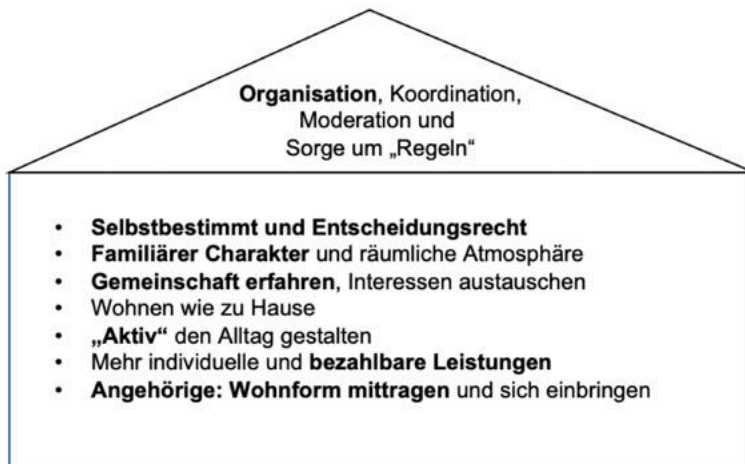 Organisation, Koordination,
Moderation und
Sorge um „Regeln“
• Selbstbestimmt und Entscheidungsrecht
• Familiärer Charakter und räumliche Atmosphäre
• Gemeinschaft erfahren, Interessen austauschen
• Wohnen wie zu Hause
• „Aktiv“ den Alltag gestalten
• Mehr individuelle und bezahlbare Leistungen
• Angehörige: Wohnform mittragen und sich einbringen